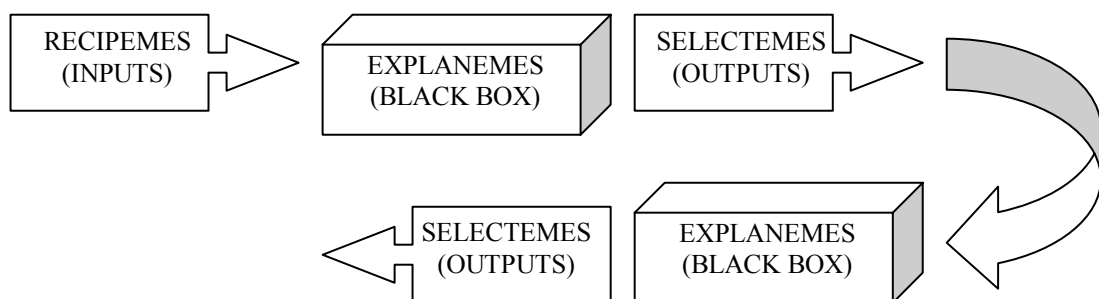 RECIPEMES
(INPUTS)
EXPLANEMES
(BLACK BOX)
SELECTEMES
(OUTPUTS)
SELECTEMES
(OUTPUTS)
EXPLANEMES
(BLACK BOX)